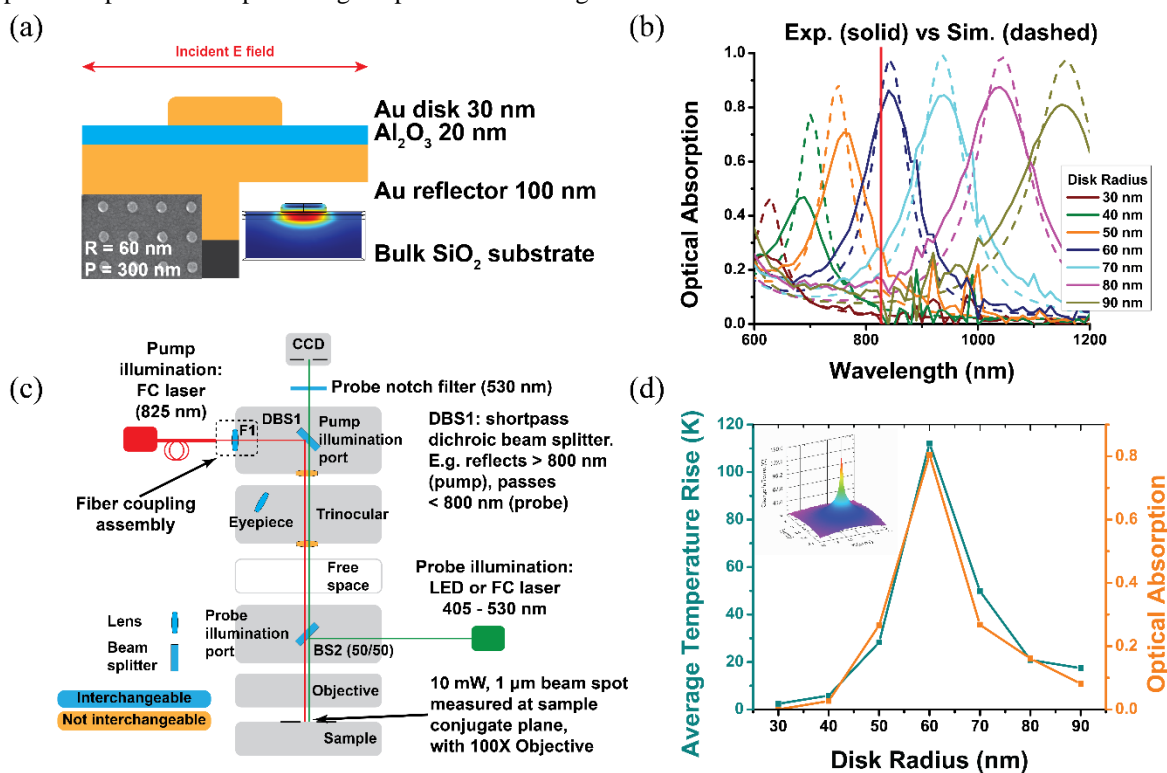 (a)
Incident E field
Au disk 30 nm
Al2O3 20 nm
Au reflector 100 nm
Bulk SiO2 substrate
R = 60 nm
P = 300 nm
(b)
Exp. (solid) vs Sim. (dashed)
Optical Absorption
1.0
0.8
0.6
0.4
0.2
0.0
600
800
1000
1200
Wavelength (nm)
Disk Radius
30 nm
40 nm
50 nm
60 nm
70 nm
80 nm
90 nm
(c)
CCD
Probe notch filter (530 nm)
Pump
illumination:
FC laser
(825 nm)
F1
DBS1
Pump
illumination
port
DBS1: shortpass
dichroic beam splitter.
E.g. reflects > 800 nm
(pump), passes
< 800 nm (probe)
Fiber coupling
assembly
Eyepiece
Trinocular
Free
space
Probe illumination:
LED or FC laser
405 - 530 nm
Lens
Beam
splitter
Probe
illumination
port
BS2 (50/50)
Interchangeable
Not interchangeable
Objective
Sample
10 mW, 1 µm beam spot
measured at sample
conjugate plane,
with 100X Objective
(d)
Average Temperature Rise (K)
120
110
100
90
80
70
60
50
40
30
20
10
0
Optical Absorption
0.8
0.6
0.4
0.2
0.0
30
40
50
60
70
80
90
Disk Radius (nm)